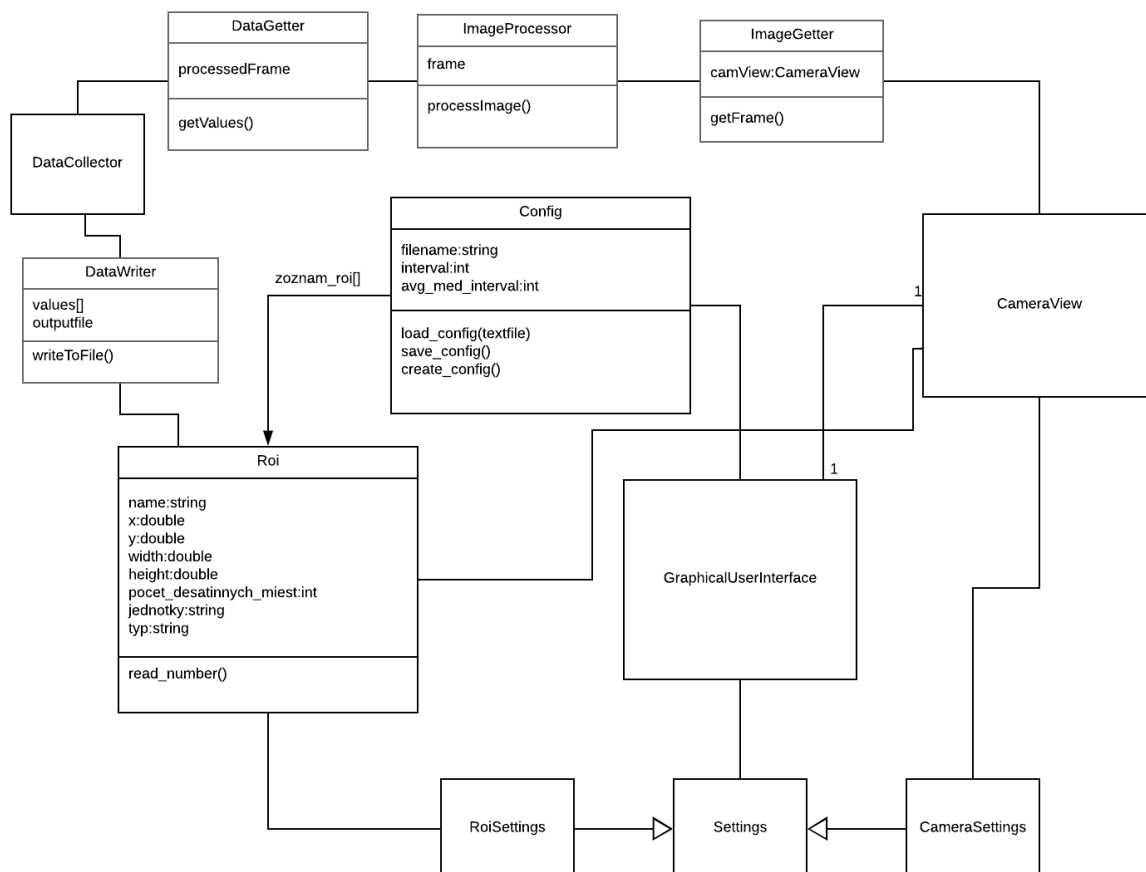 DataGetter
processedFrame
getValues()
ImageProcessor
frame
processImage()
ImageGetter
camView:CameraView
getFrame()
DataCollector
DataWriter
values[]
outputfile
writeToFile()
zoznam_roi[]
Config
filename:string
interval:int
avg_med_interval:int
load_config(textfile)
save_config()
create_config()
1
CameraView
1
Roi
name:string
x:double
y:double
width:double
height:double
pocet_desatinnych_miest:int
jednotky:string
typ:string
read_number()
GraphicalUserInterface
RoiSettings
Settings
CameraSettings